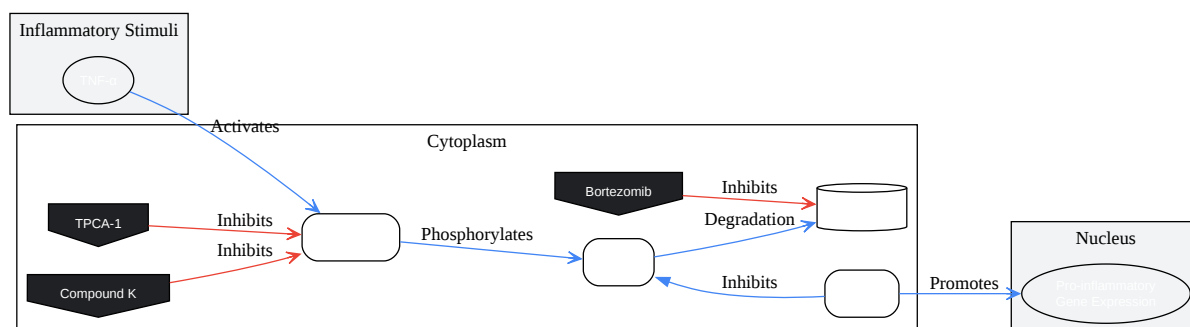 Inflammatory Stimuli
TNF-α
Activates
Cytoplasm
Bortezomib
Inhibits
TPCA-1
Inhibits
Degradation
Phosphorylates
Inhibits
Nucleus
Compound K
Inhibits
Promotes
Pro-inflammatory
Gene Expression